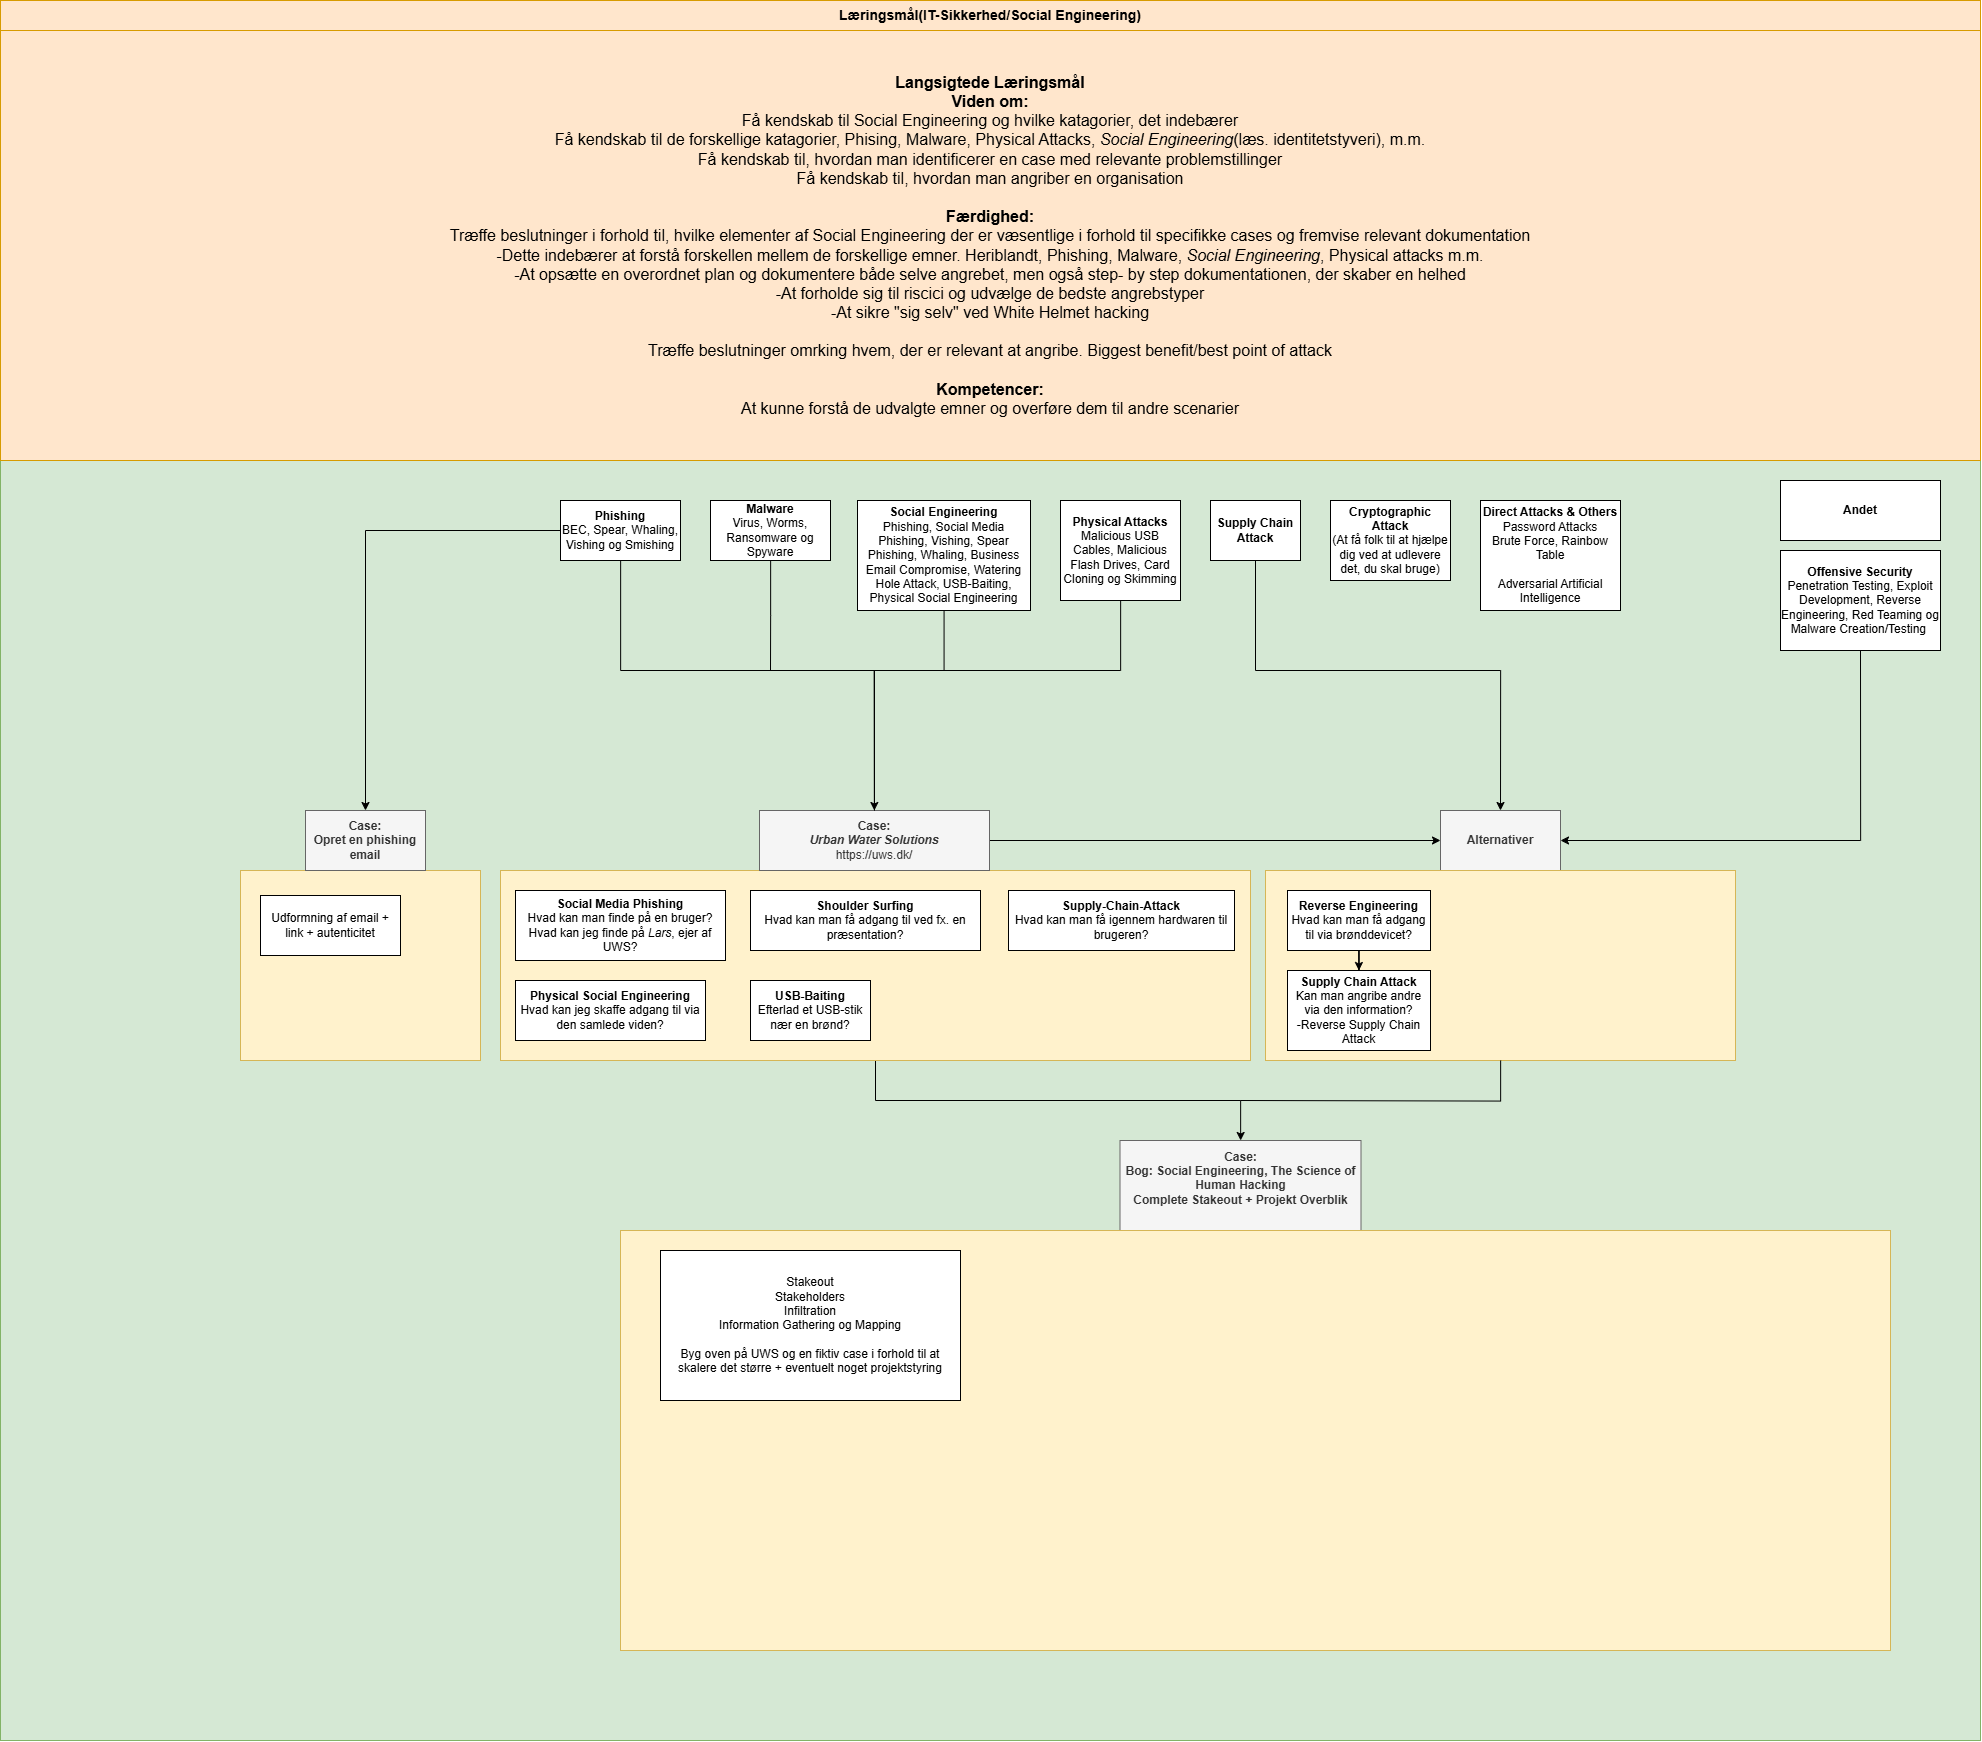 Læringsmål(IT-Sikkerhed/Social Engineering)
Langsigtede Læringsmål
Viden om:
Få kendskab til Social Engineering og hvilke katagorier, det indebærer
Få kendskab til de forskellige katagorier, Phising, Malware, Physical Attacks, Social Engineering(læs. identitetstyveri), m.m.
Få kendskab til, hvordan man identificerer en case med relevante problemstillinger
Få kendskab til, hvordan man angriber en organisation
Færdighed:
Træffe beslutninger i forhold til, hvilke elementer af Social Engineering der er væsentlige i forhold til specifikke cases og fremvise relevant dokumentation
-Dette indebærer at forstå forskellen mellem de forskellige emner. Heriblandt, Phishing, Malware, Social Engineering, Physical attacks m.m.
-At opsætte en overordnet plan og dokumentere både selve angrebet, men også step- by step dokumentationen, der skaber en helhed
-At forholde sig til riscici og udvælge de bedste angrebstyper
-At sikre "sig selv" ved White Helmet hacking
Træffe beslutninger omrking hvem, der er relevant at angribe. Biggest benefit/best point of attack
Kompetencer:
At kunne forstå de udvalgte emner og overføre dem til andre scenarier
Phishing
BEC, Spear, Whaling,
Vishing og Smishing
Malware
Virus, Worms,
Ransomware og
Spyware
Social Engineering
Phishing, Social Media
Phishing, Vishing, Spear
Phishing, Whaling, Business
Email Compromise, Watering
Hole Attack, USB-Baiting,
Physical Social Engineering
Physical Attacks
Malicious USB
Cables, Malicious
Flash Drives, Card
Cloning og Skimming
Supply Chain
Attack
Cryptographic
Attack
(At få folk til at hjælpe
dig ved at udlevere
det, du skal bruge)
Direct Attacks & Others
Password Attacks
Brute Force, Rainbow
Table
Adversarial Artificial
Intelligence
Andet
Offensive Security
Penetration Testing, Exploit
Development, Reverse
Engineering, Red Teaming og
Malware Creation/Testing
Case:
Opret en phishing
email
Case:
Urban Water Solutions
https://uws.dk/
Alternativer
Udformning af email +
link + autenticitet
Social Media Phishing
Hvad kan man finde på en bruger?
Hvad kan jeg finde på Lars, ejer af
UWS?
Shoulder Surfing
Hvad kan man få adgang til ved fx. en
præsentation?
Supply-Chain-Attack
Hvad kan man få igennem hardwaren til
brugeren?
Physical Social Engineering
Hvad kan jeg skaffe adgang til via
den samlede viden?
USB-Baiting
Efterlad et USB-stik
nær en brønd?
Reverse Engineering
Hvad kan man få adgang
til via brønddevicet?
Supply Chain Attack
Kan man angribe andre
via den information?
-Reverse Supply Chain
Attack
Case:
Bog: Social Engineering, The Science of
Human Hacking
Complete Stakeout + Projekt Overblik
Stakeout
Stakeholders
Infiltration
Information Gathering og Mapping
Byg oven på UWS og en fiktiv case i forhold til at
skalere det større + eventuelt noget projektstyring